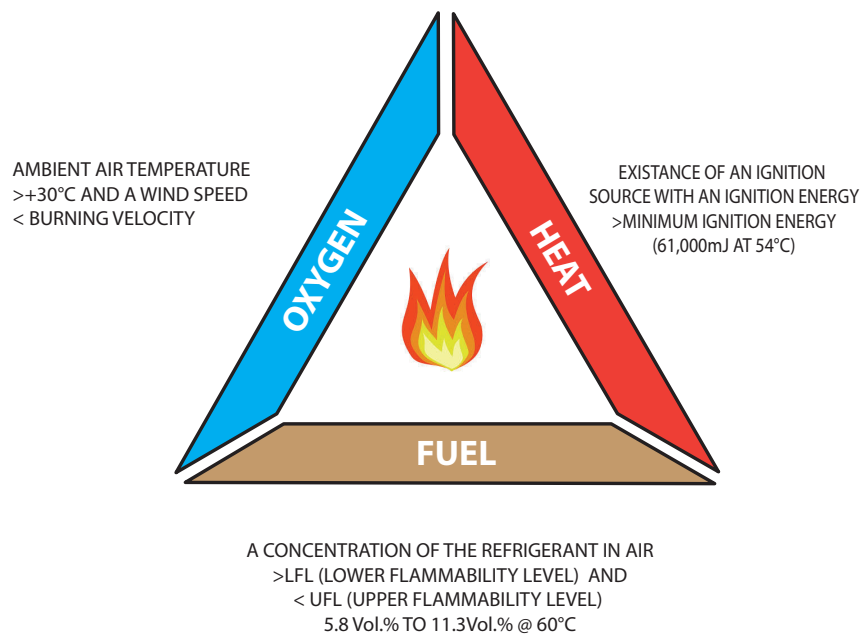 AMBIENT AIR TEMPERATURE
>+30°C AND A WIND SPEED
< BURNING VELOCITY
OXYGEN
HEAT
EXISTANCE OF AN IGNITION
SOURCE WITH AN IGNITION ENERGY
>MINIMUM IGNITION ENERGY
(61,000mJ AT 54°C)
FUEL
A CONCENTRATION OF THE REFRIGERANT IN AIR
>LFL (LOWER FLAMMABILITY LEVEL) AND
< UFL (UPPER FLAMMABILITY LEVEL)
5.8 Vol.% TO 11.3Vol.% @ 60°C